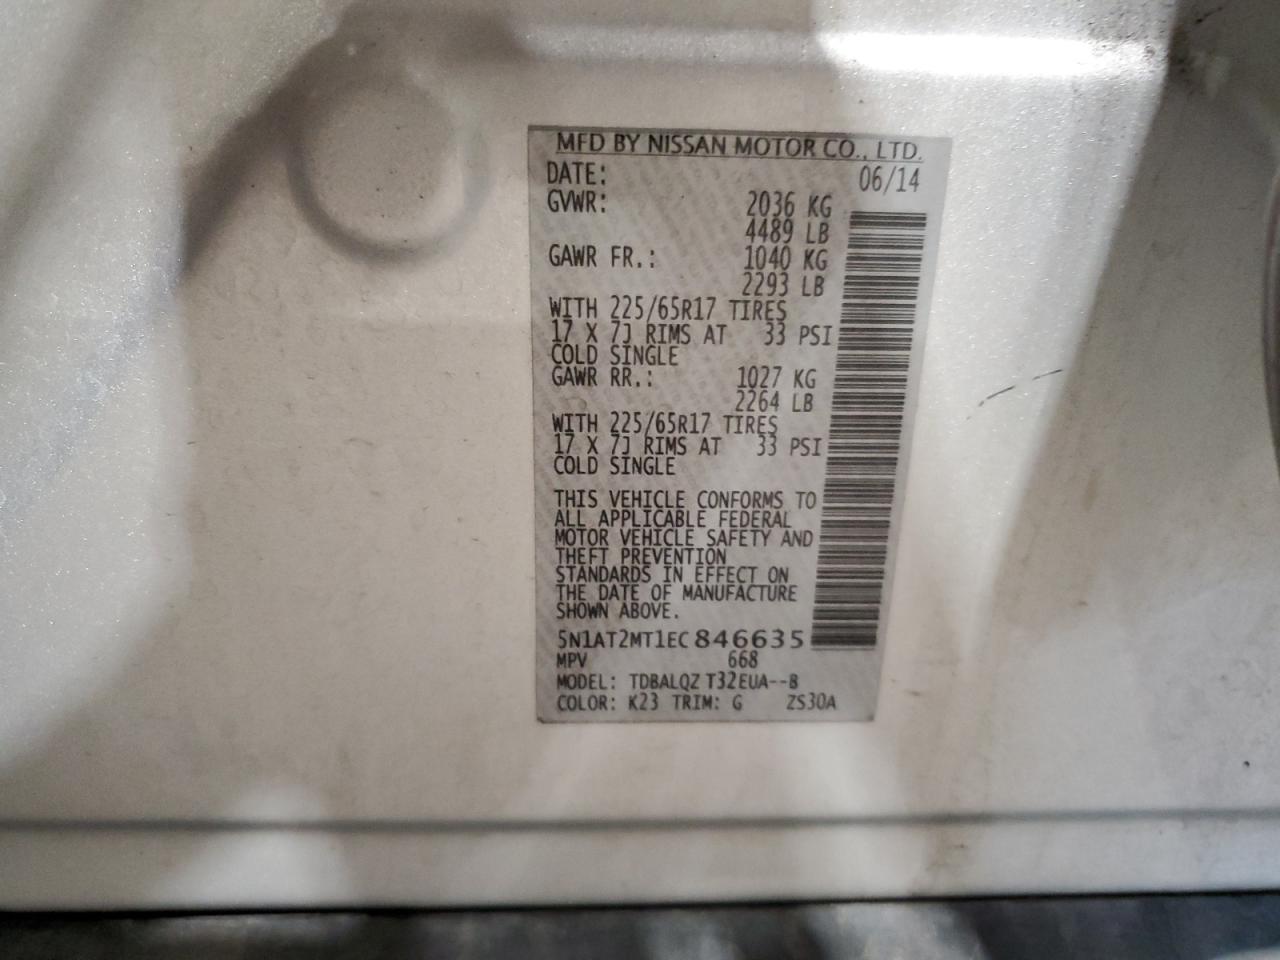 MFD BY NISSAN MOTOR CO., LTD.
DATE: 06/14
GVWR: 2036 KG
4489 LB
GAWR FR.: 1040 KG
2293 LB
WITH 225/65R17 TIRES
17 X 7J RIMS AT 33 PSI
COLD SINGLE
GAWR RR.: 1027 KG
2264 LB
WITH 225/65R17 TIRES
17 X 7J RIMS AT 33 PSI
COLD SINGLE
THIS VEHICLE CONFORMS TO
ALL APPLICABLE FEDERAL
MOTOR VEHICLE SAFETY AND
THEFT PREVENTION
STANDARDS IN EFFECT ON
THE DATE OF MANUFACTURE
SHOWN ABOVE.
5N1AT2MT1EC846635
MPV 668
MODEL: TDBALQZ T32EUA--B
COLOR: K23 TRIM: G ZS30A